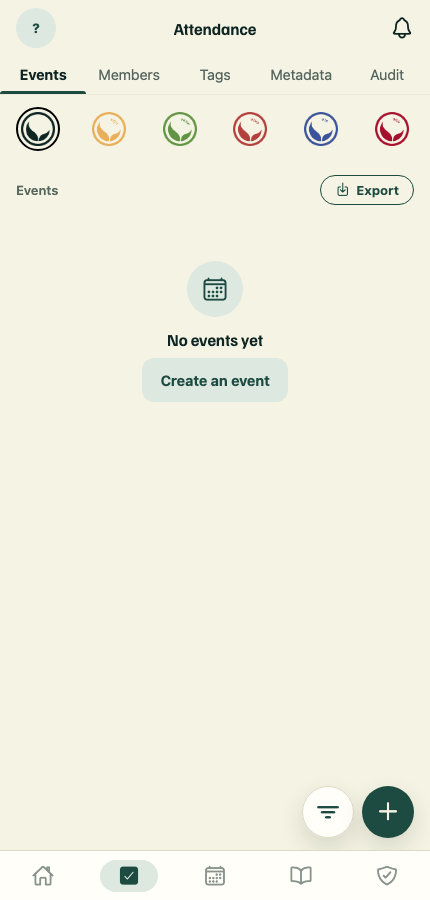 ?
Attendance
Events
Members
Tags
Metadata
Audit
Events
Export
No events yet
Create an event